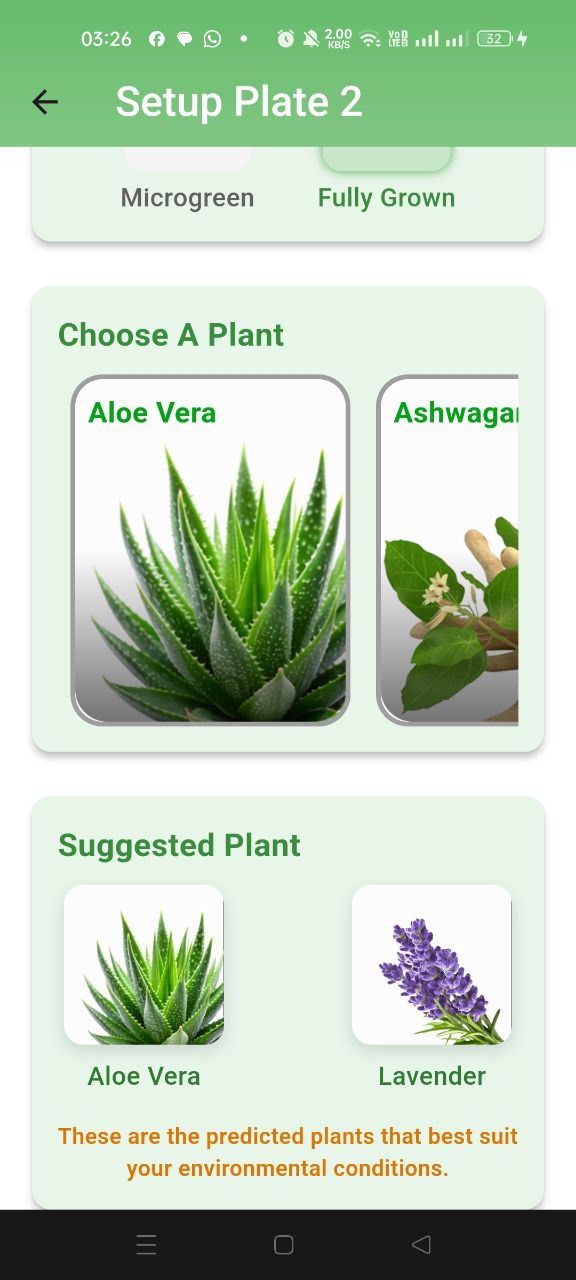 03:26
2.00 KB/S
Vo LTE 2
32
Setup Plate 2
Microgreen
Fully Grown
Choose A Plant
Aloe Vera
Ashwagan
Suggested Plant
Aloe Vera
Lavender
These are the predicted plants that best suit
your environmental conditions.